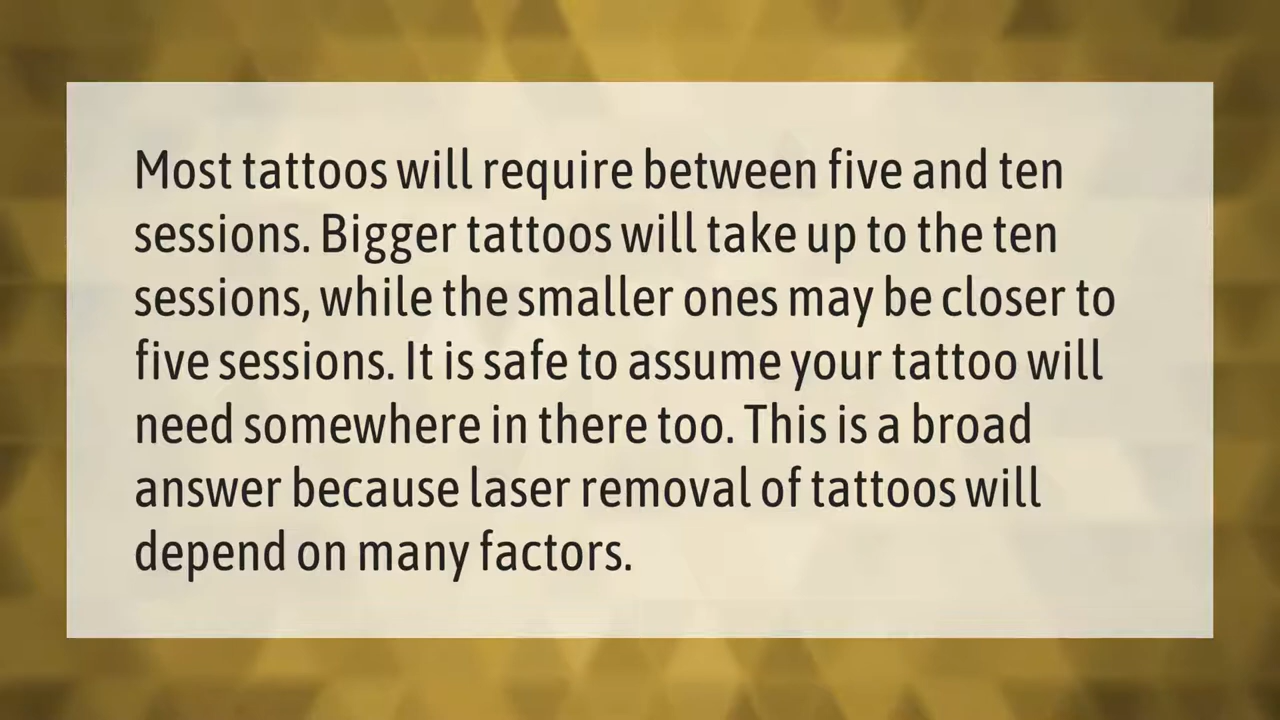 Most tattoos will require between five and ten
sessions. Bigger tattoos will take up to the ten
sessions, while the smaller ones may be closer to
five sessions. It is safe to assume your tattoo will
need somewhere in there too. This is a broad
answer because laser removal of tattoos will
depend on many factors.